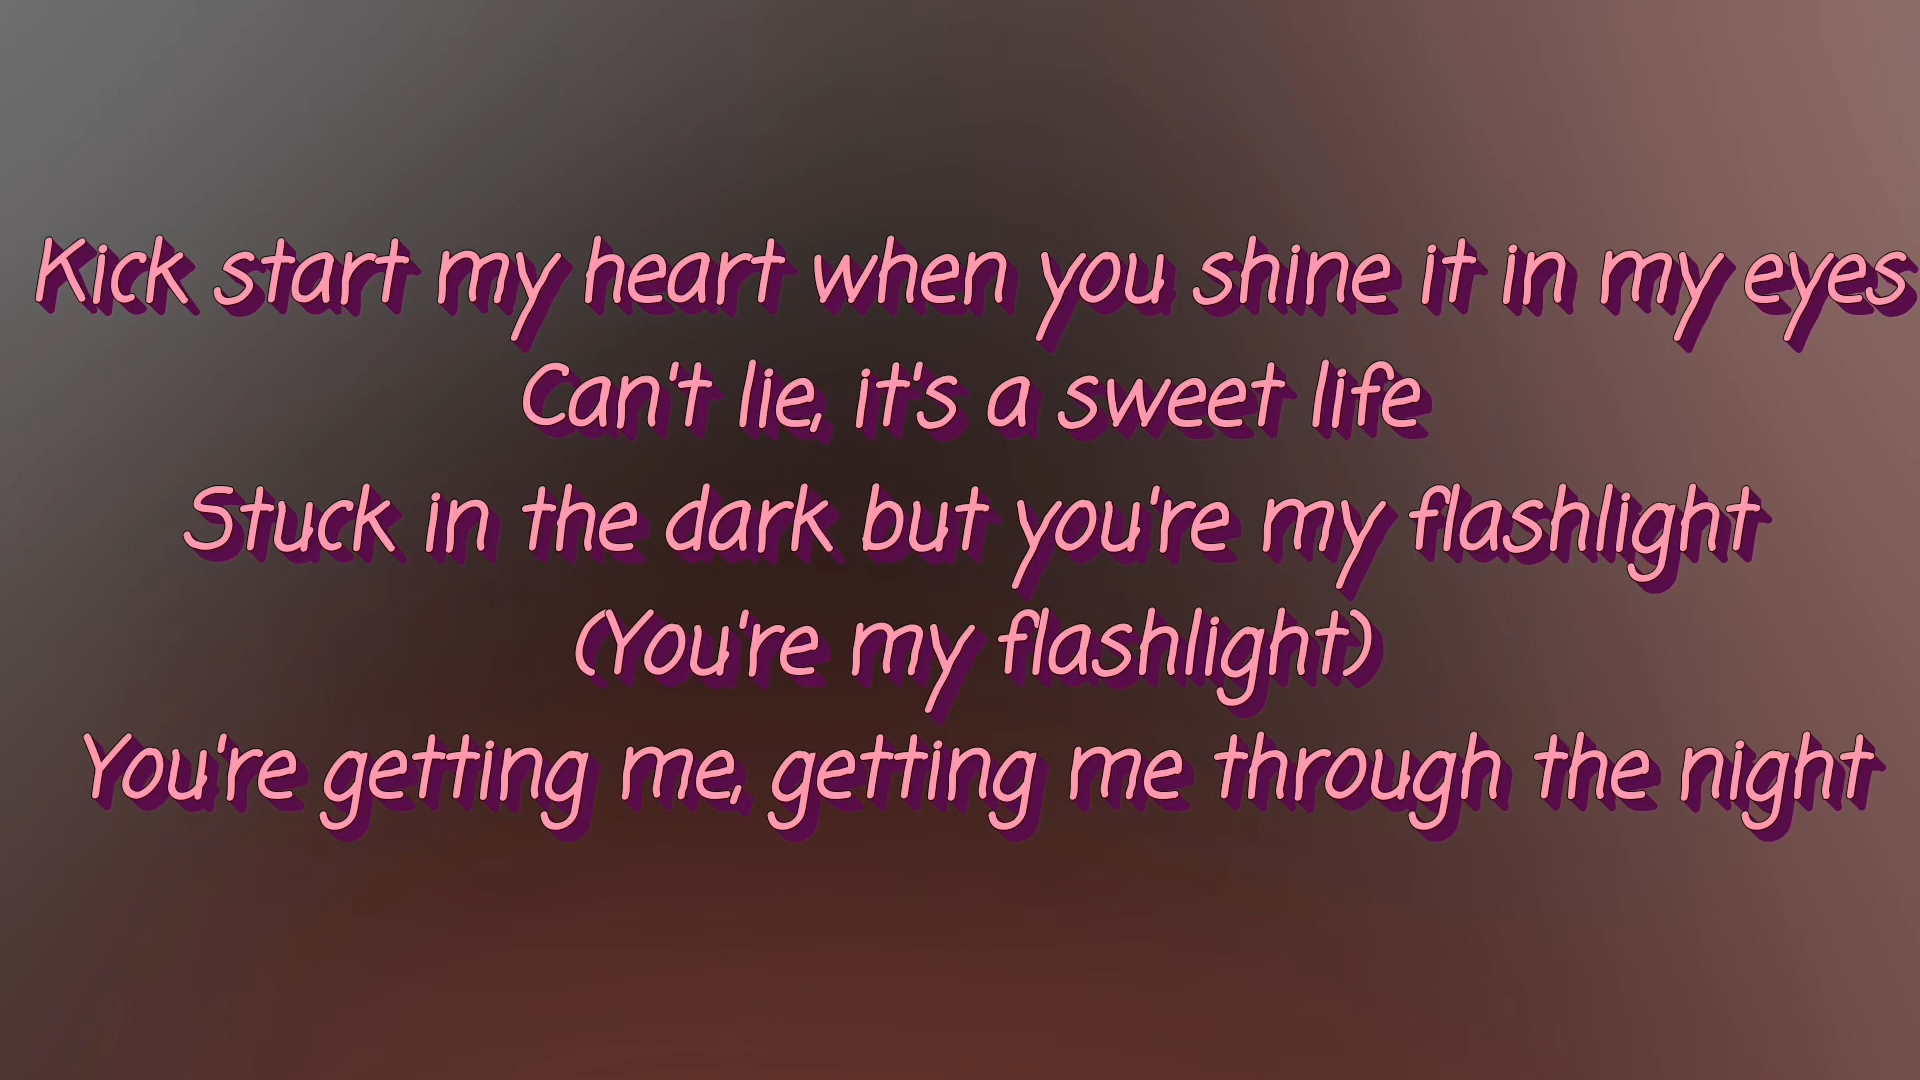 Kick start my heart when you shine it in my eyes
Can't lie, it's a sweet life
Stuck in the dark but you're my flashlight
(You're my flashlight)
You're getting me, getting me through the night